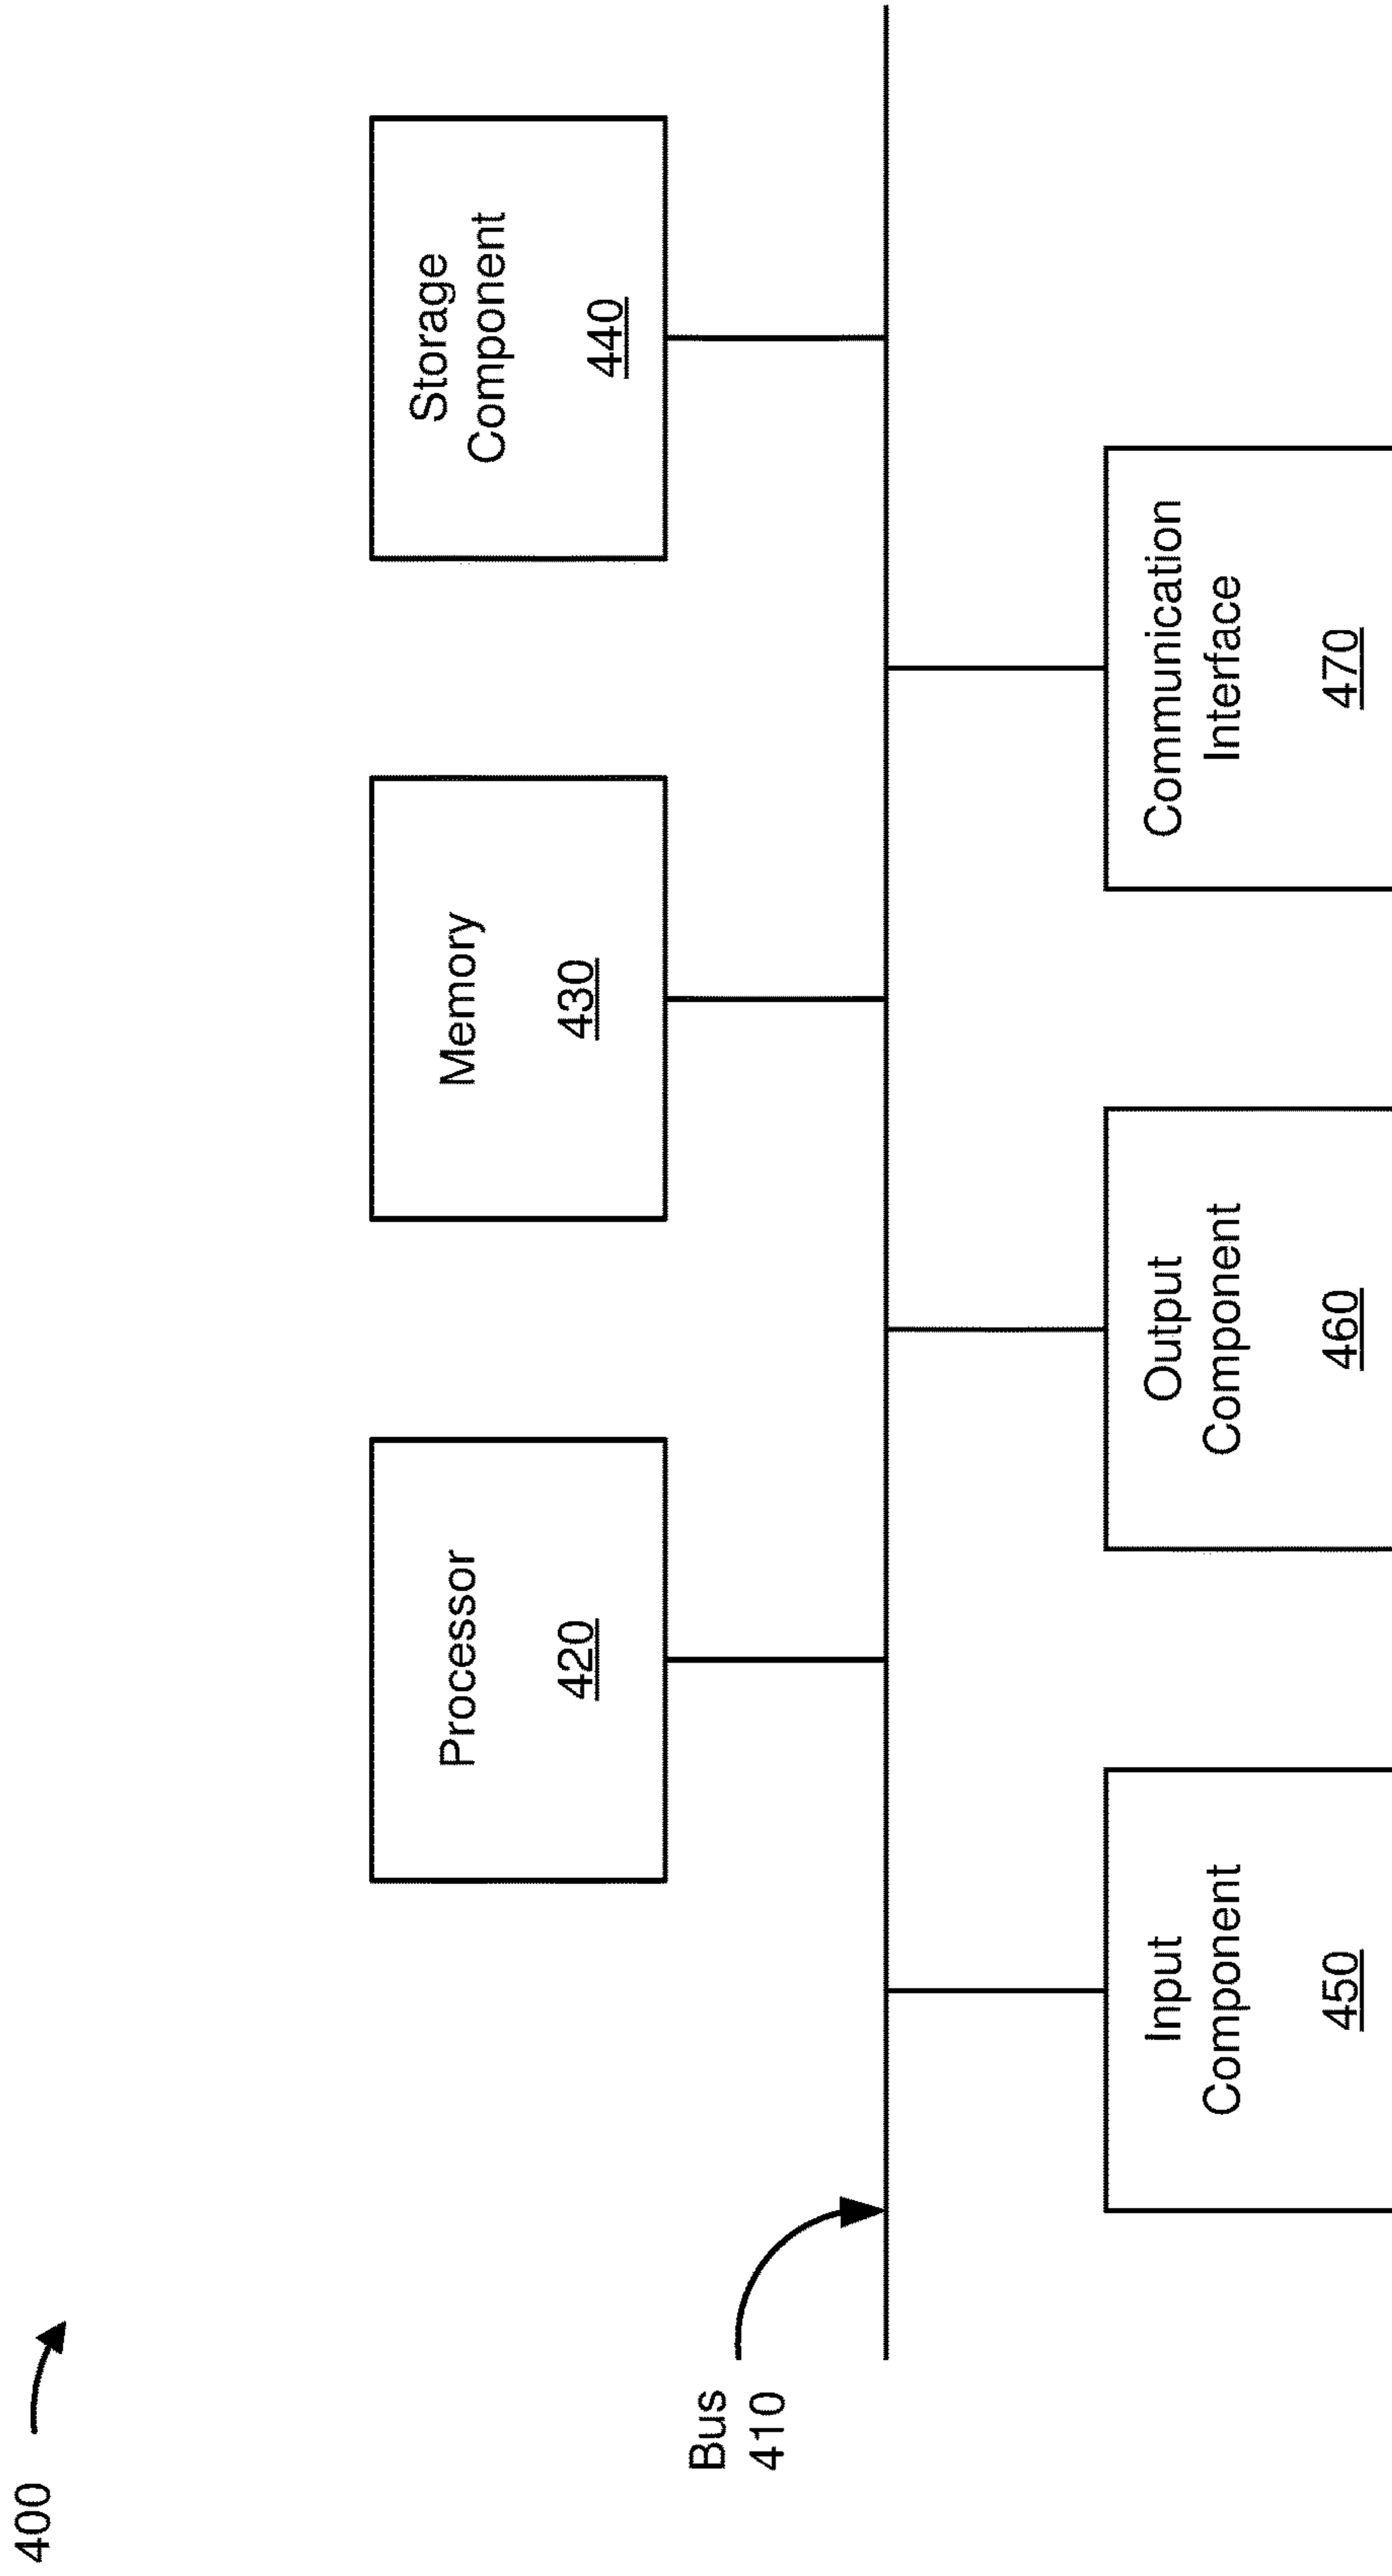 400
Processor
420
Memory
430
Storage
Component
440
Bus
410
Input
Component
450
Output
Component
460
Communication
Interface
470